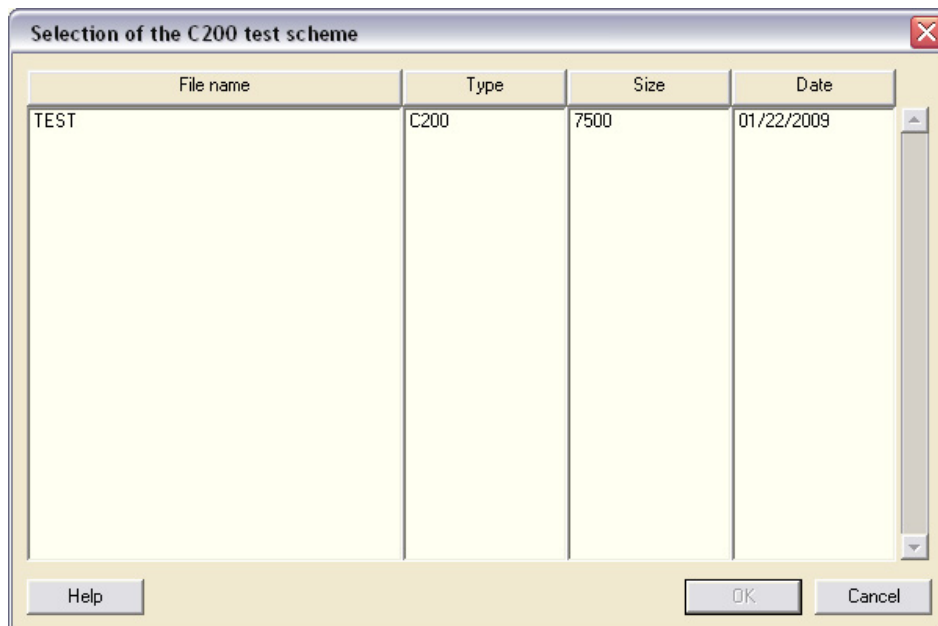 Selection of the C200 test scheme
File name Type Size Date
TEST C200 7500 01/22/2009
Help OK Cancel